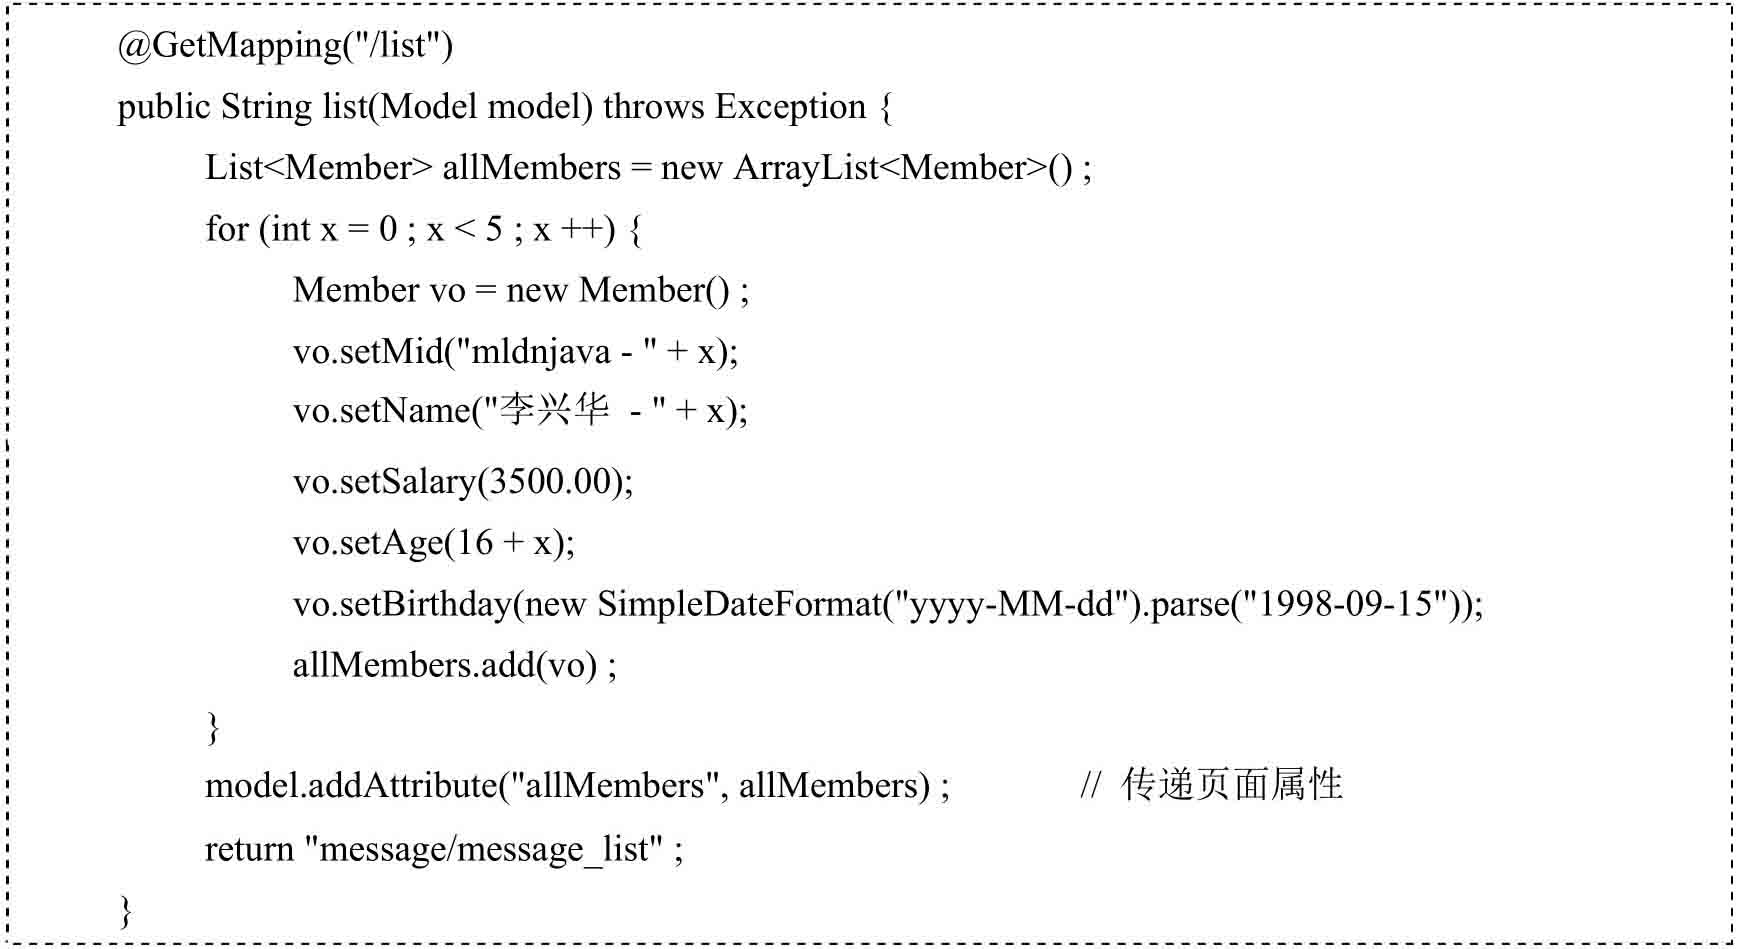 @GetMapping("/list")
public String list(Model model) throws Exception {
List<Member> allMembers = new ArrayList<Member>() ;
for (int x = 0 ; x < 5 ; x ++) {
Member vo = new Member() ;
vo.setMid("mldnjava - " + x);
vo.setName("李兴华 - " + x);
vo.setSalary(3500.00);
vo.setAge(16 + x);
vo.setBirthday(new SimpleDateFormat("yyyy-MM-dd").parse("1998-09-15"));
allMembers.add(vo) ;
}
model.addAttribute("allMembers", allMembers) ; // 传递页面属性
return "message/message_list" ;
}